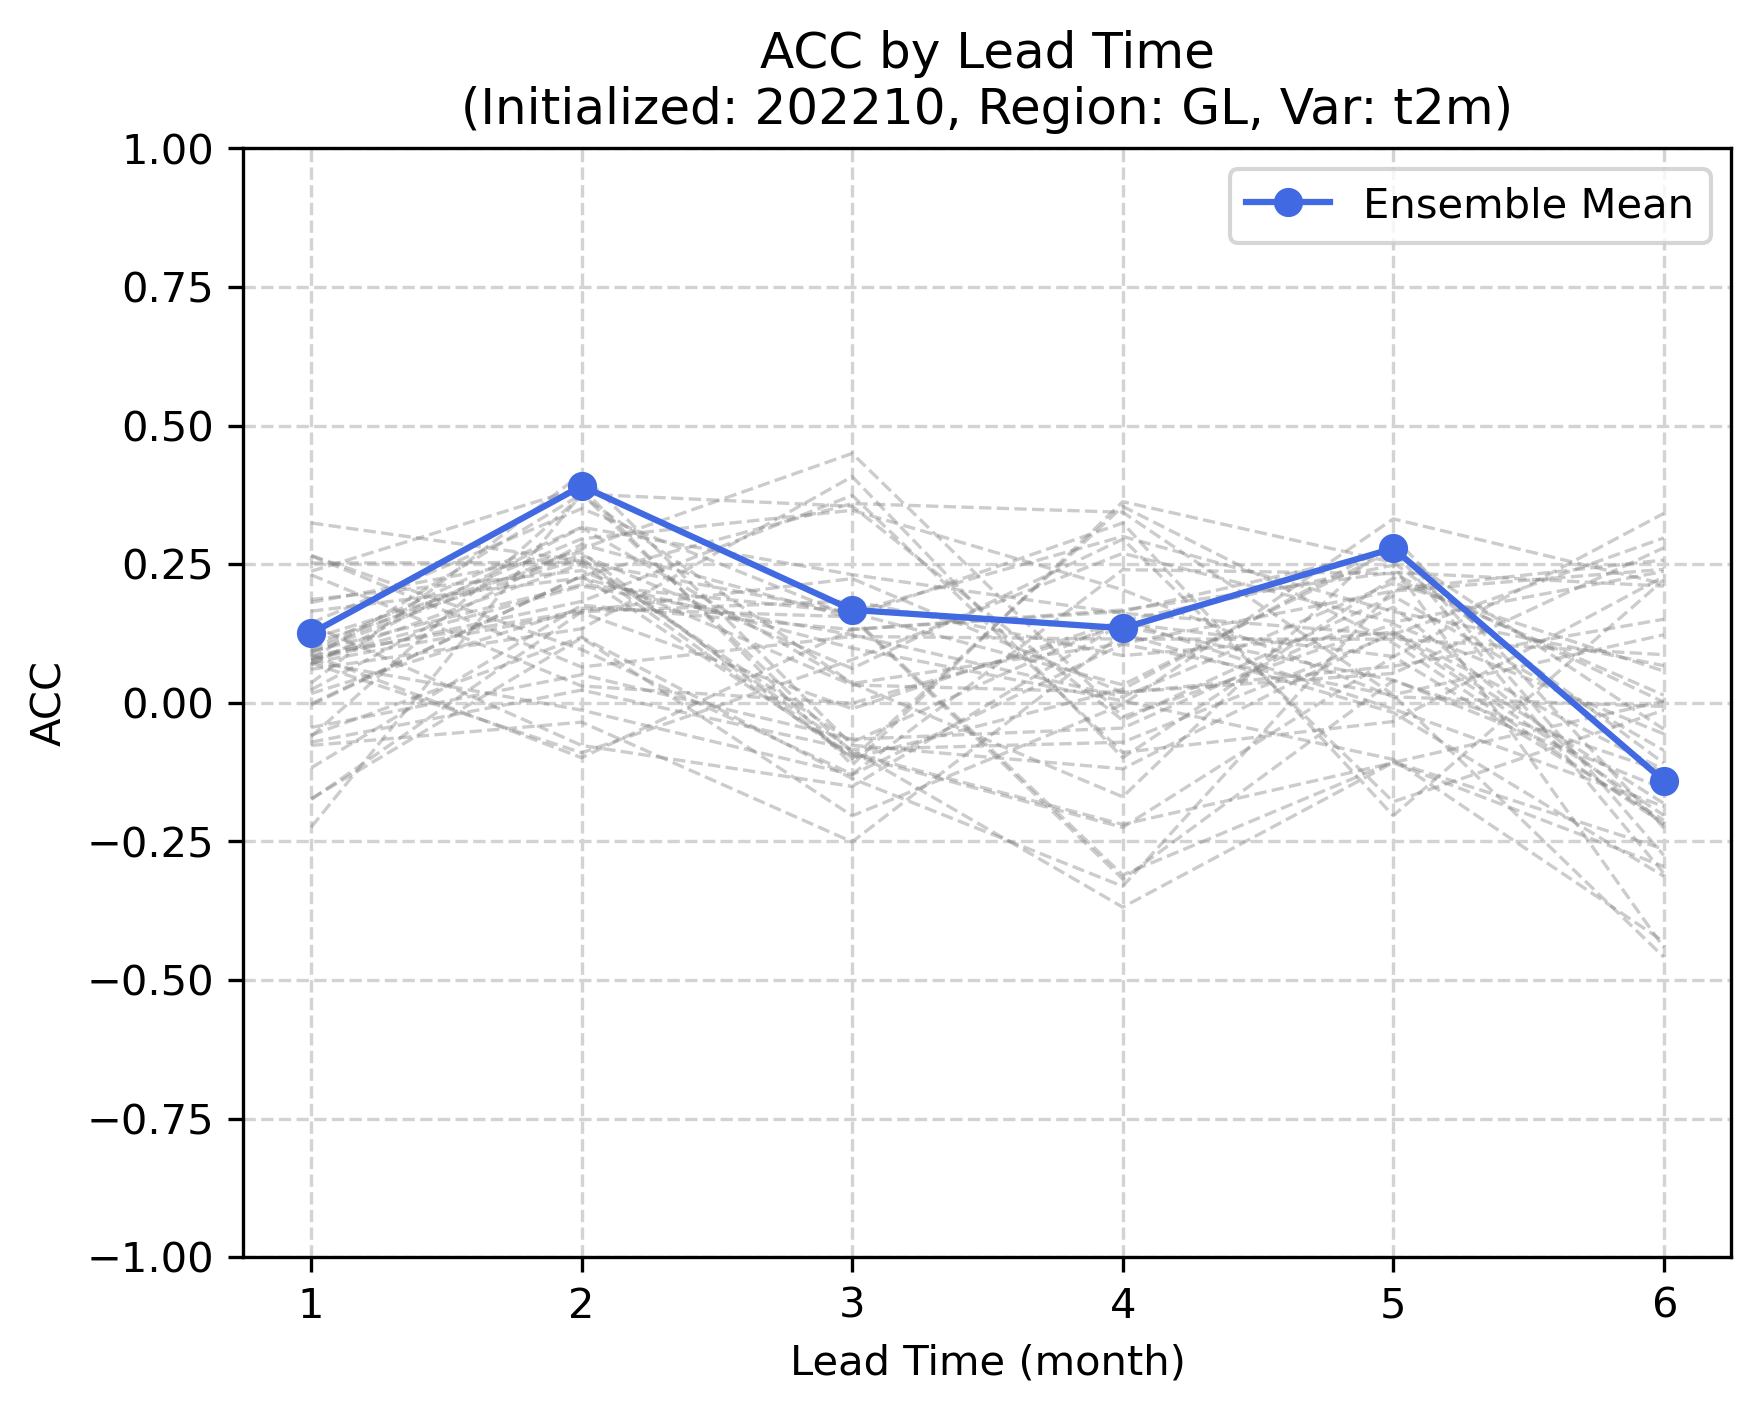 ACC by Lead Time
(Initialized: 202210, Region: GL, Var: t2m)
Ensemble Mean
ACC
1.00
0.75
0.50
0.25
0.00
−0.25
−0.50
−0.75
−1.00
1 2 3 4 5 6
Lead Time (month)